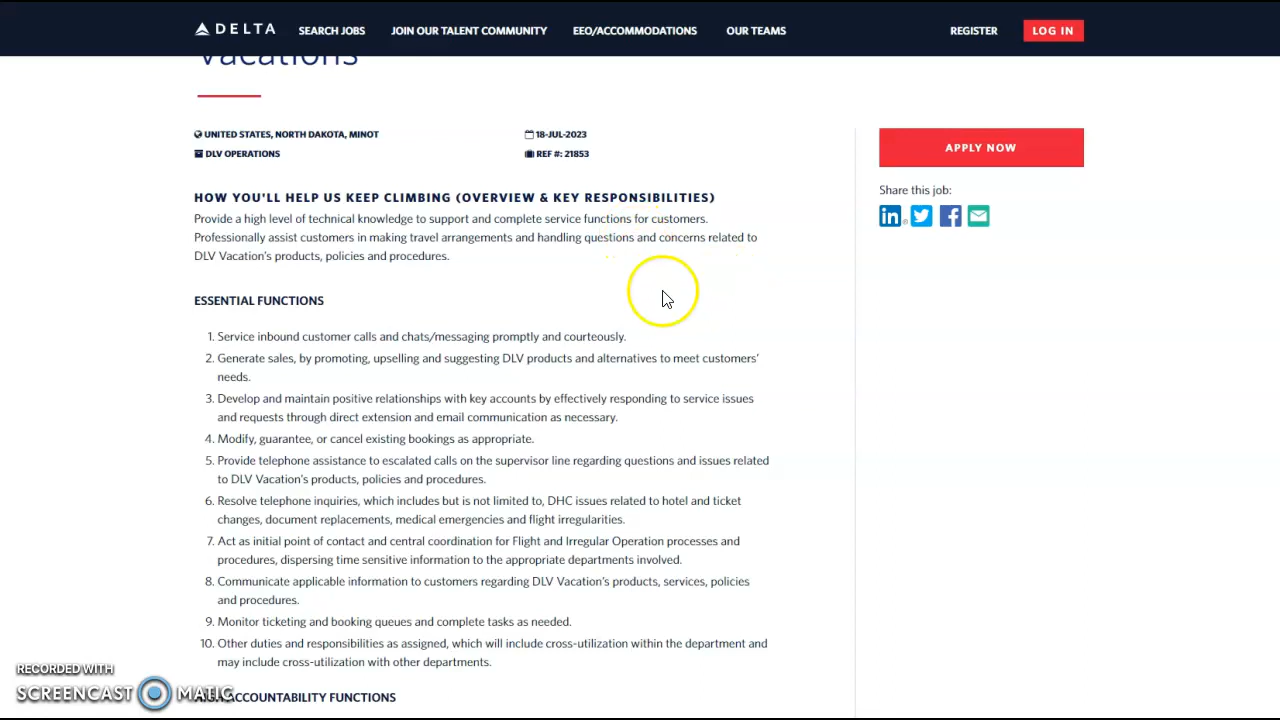 DELTA SEARCH JOBS JOIN OUR TALENT COMMUNITY EEO/ACCOMMODATIONS OUR TEAMS REGISTER LOG IN
Vacations
UNITED STATES, NORTH DAKOTA, MINOT 18-JUL-2023
DLV OPERATIONS REF #: 21853
APPLY NOW
Share this job:
HOW YOU'LL HELP US KEEP CLIMBING (OVERVIEW & KEY RESPONSIBILITIES)
Provide a high level of technical knowledge to support and complete service functions for customers.
Professionally assist customers in making travel arrangements and handling questions and concerns related to
DLV Vacation's products, policies and procedures.
ESSENTIAL FUNCTIONS
1. Service inbound customer calls and chats/messaging promptly and courteously.
2. Generate sales, by promoting, upselling and suggesting DLV products and alternatives to meet customers'
needs.
3. Develop and maintain positive relationships with key accounts by effectively responding to service issues
and requests through direct extension and email communication as necessary.
4. Modify, guarantee, or cancel existing bookings as appropriate.
5. Provide telephone assistance to escalated calls on the supervisor line regarding questions and issues related
to DLV Vacation's products, policies and procedures.
6. Resolve telephone inquiries, which includes but is not limited to, DHC issues related to hotel and ticket
changes, document replacements, medical emergencies and flight irregularities.
7. Act as initial point of contact and central coordination for Flight and Irregular Operation processes and
procedures, dispersing time sensitive information to the appropriate departments involved.
8. Communicate applicable information to customers regarding DLV Vacation's products, services, policies
and procedures.
9. Monitor ticketing and booking queues and complete tasks as needed.
10. Other duties and responsibilities as assigned, which will include cross-utilization within the department and
may include cross-utilization with other departments.
ACCOUNTABILITY FUNCTIONS
RECORDED WITH
SCREENCAST MATIC